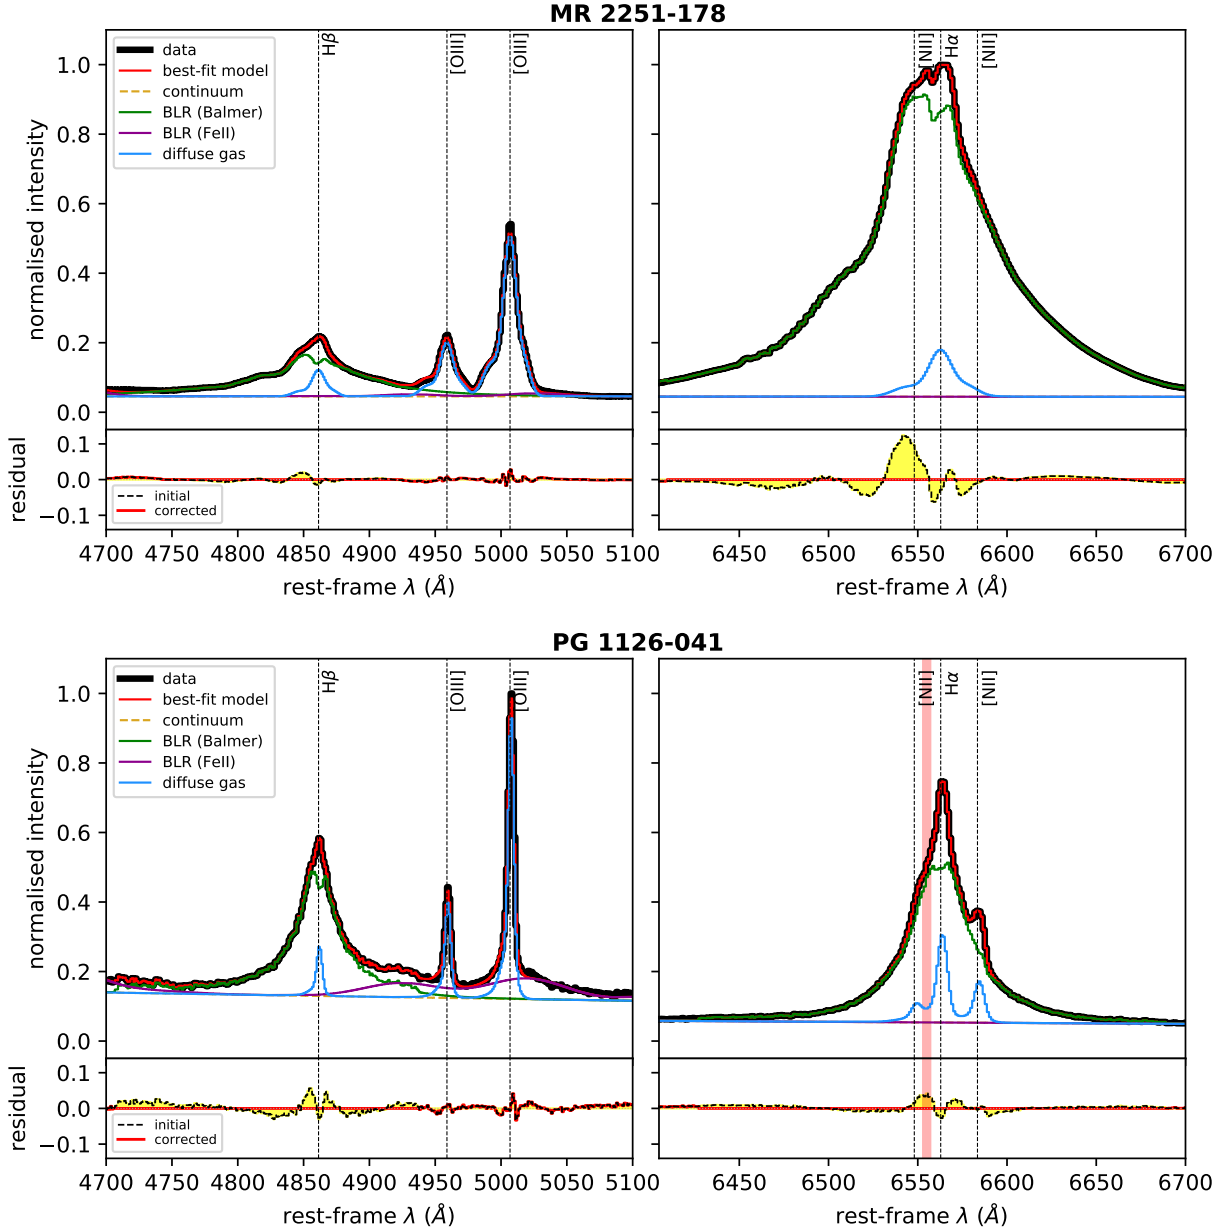 MR 2251-178
normalised intensity
1.0
0.8
0.6
0.4
0.2
0.0
data
best-fit model
continuum
BLR (Balmer)
BLR (FeII)
diffuse gas
Hβ
[OIII]
[OIII]
[NII]
Hα
[NII]
residual
0.1
0.0
−0.1
initial
corrected
4700 4750 4800 4850 4900 4950 5000 5050 5100
6450 6500 6550 6600 6650 6700
rest-frame λ (Å)
rest-frame λ (Å)
PG 1126-041
normalised intensity
1.0
0.8
0.6
0.4
0.2
0.0
data
best-fit model
continuum
BLR (Balmer)
BLR (FeII)
diffuse gas
Hβ
[OIII]
[OIII]
[NII]
Hα
[NII]
residual
0.1
0.0
−0.1
initial
corrected
4700 4750 4800 4850 4900 4950 5000 5050 5100
6450 6500 6550 6600 6650 6700
rest-frame λ (Å)
rest-frame λ (Å)